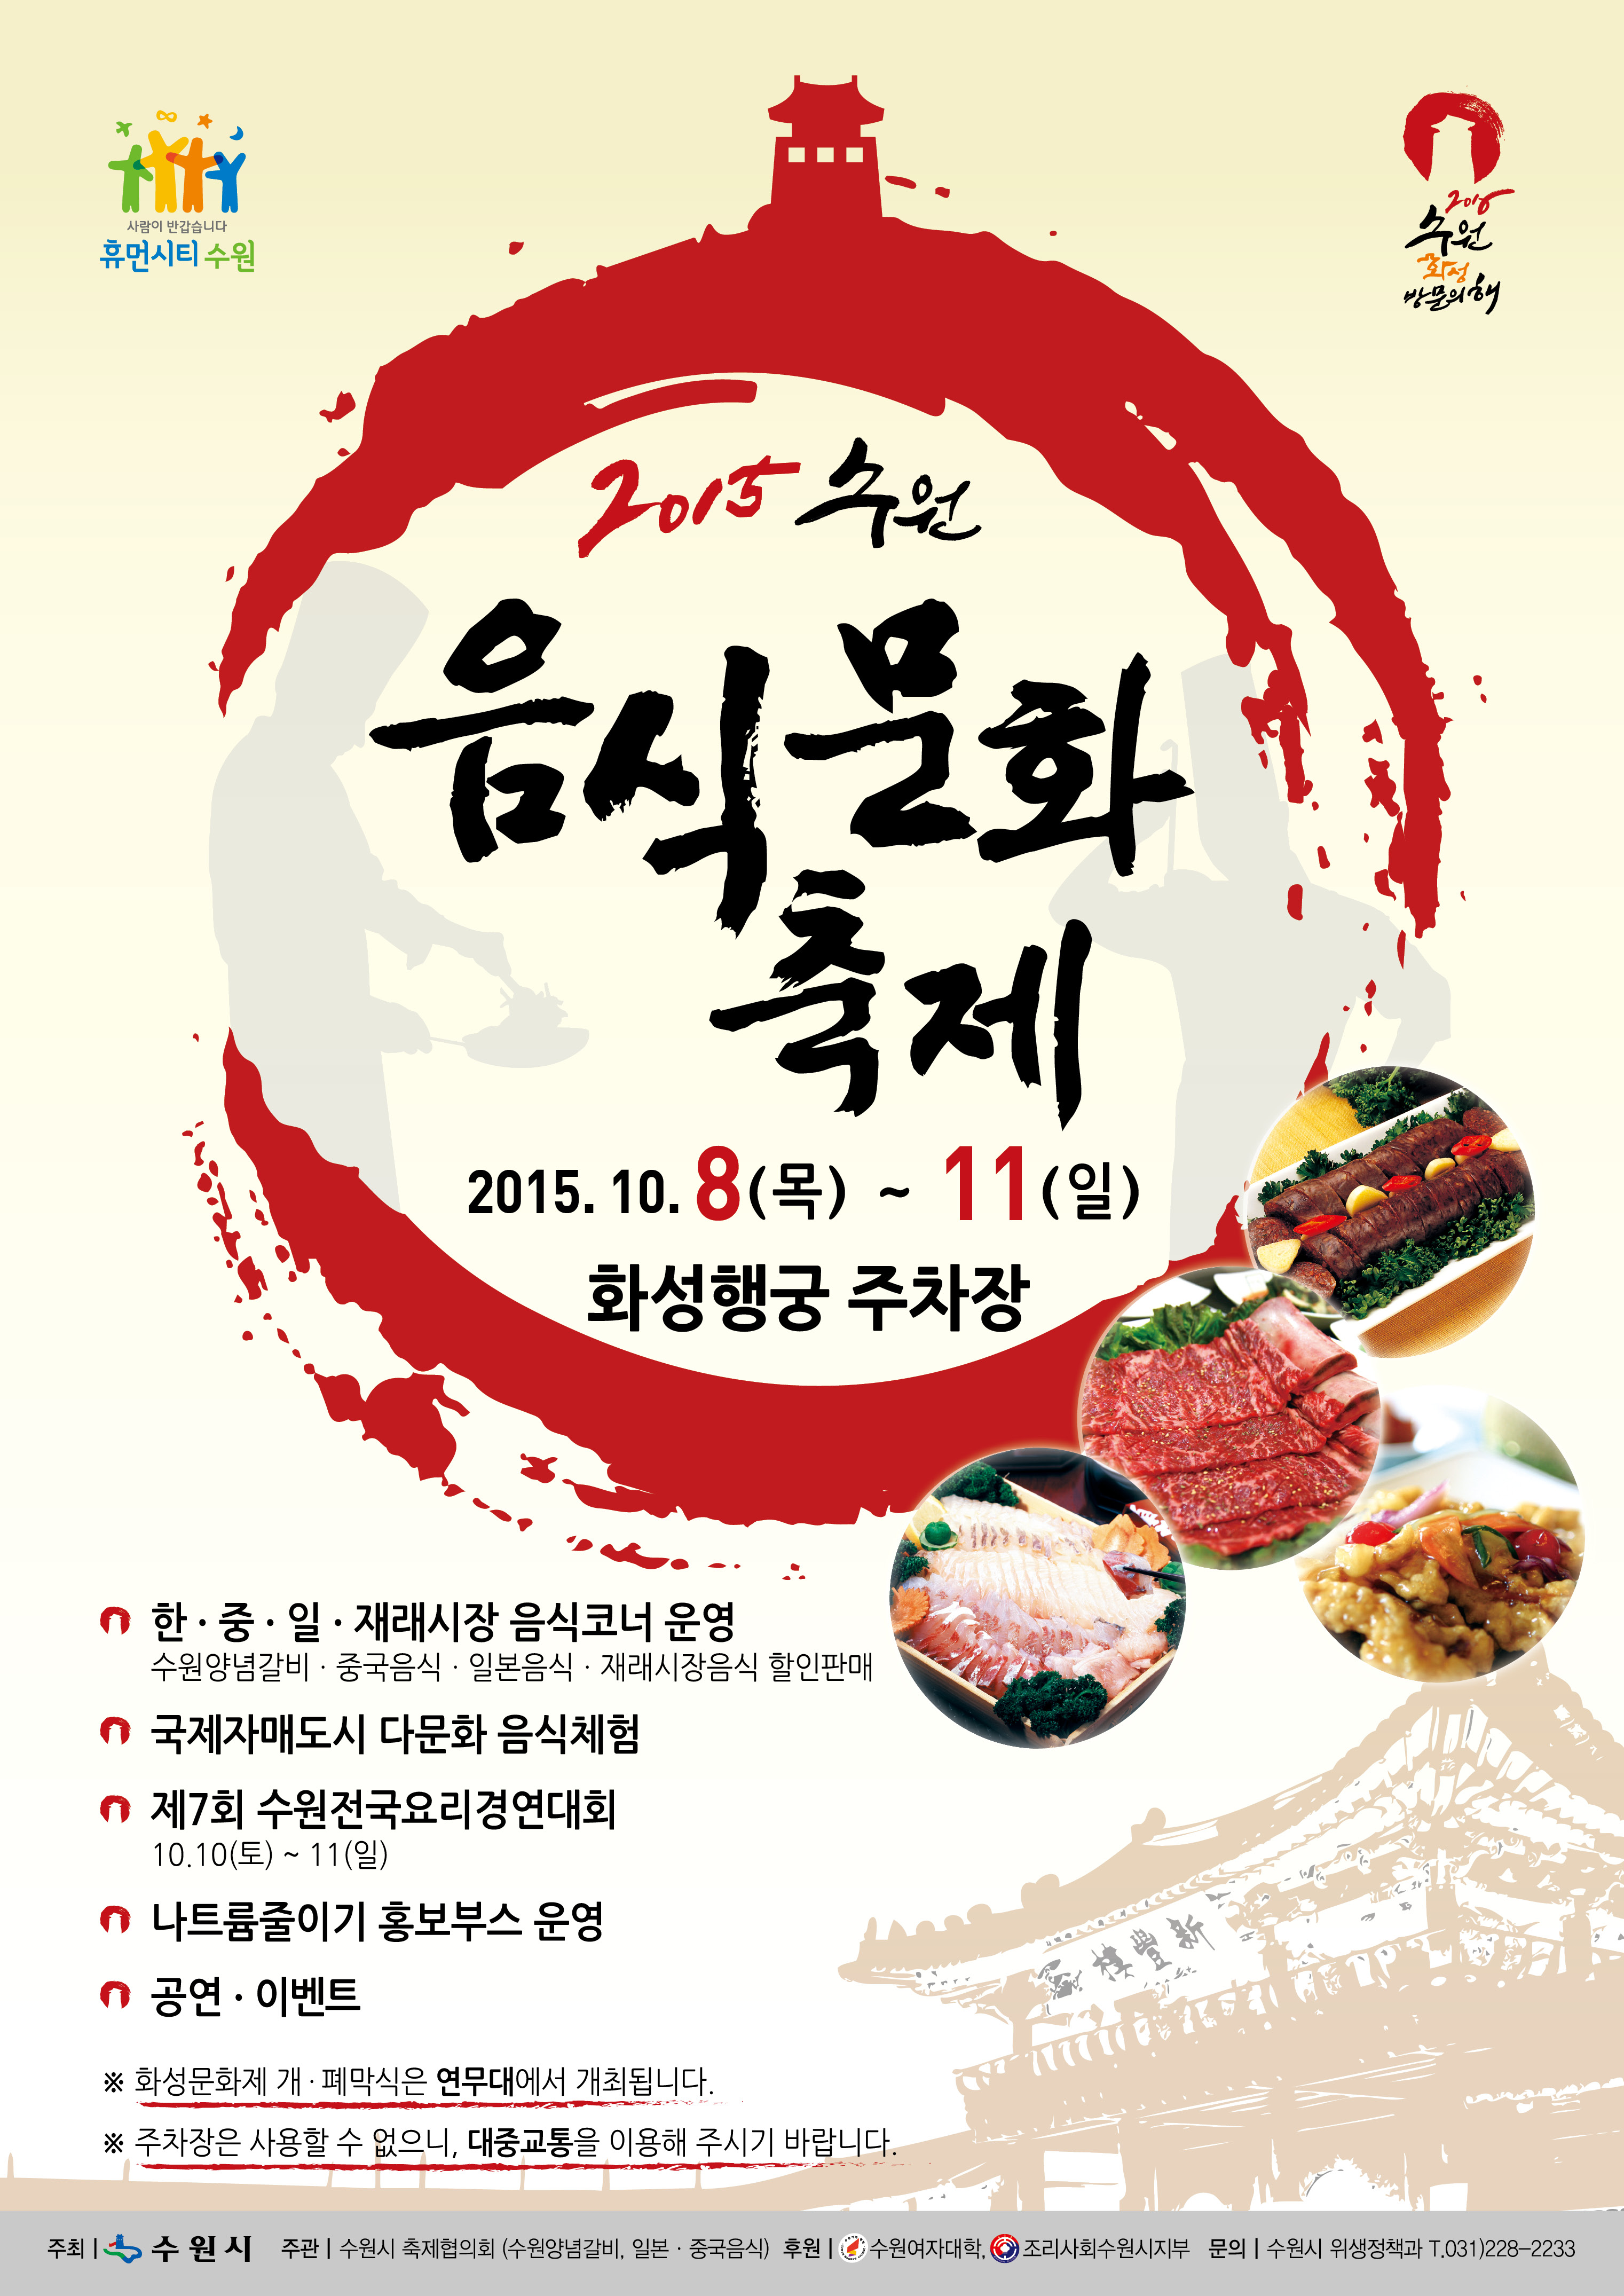 사람이 반갑습니다
휴먼시티 수원
2016
수원
화성
방문의 해
2015 수원
음식문화
축제
2015. 10. 8(목) ~ 11(일)
화성행궁 주차장
한 · 중 · 일 · 재래시장 음식코너 운영
수원양념갈비 · 중국음식 · 일본음식 · 재래시장음식 할인판매
국제자매도시 다문화 음식체험
제7회 수원전국요리경연대회
10.10(토) ~ 11(일)
나트륨줄이기 홍보부스 운영
공연 · 이벤트
樓豊新
※ 화성문화제 개 · 폐막식은 연무대에서 개최됩니다.
※ 주차장은 사용할 수 없으니, 대중교통을 이용해 주시기 바랍니다.
주최 | 수원시 주관 | 수원시 축제협의회 (수원양념갈비, 일본 · 중국음식) 후원 | 수원여자대학, 조리사회수원시지부 문의 | 수원시 위생정책과 T.031)228-2233